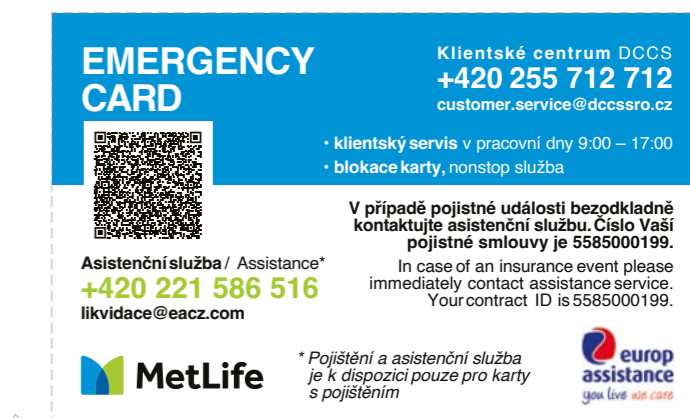 EMERGENCY
CARD
Klientské centrum DCCS
+420 255 712 712
customer.service@dccssro.cz
• klientský servis v pracovní dny 9:00 – 17:00
• blokace karty, nonstop služba
V případě pojistné události bezodkladně
kontaktujte asistenční službu. Číslo Vaší
pojistné smlouvy je 5585000199.
Asistenční služba / Assistance*
+420 221 586 516
likvidace@eacz.com
In case of an insurance event please
immediately contact assistance service.
Your contract ID is 5585000199.
MetLife
* Pojištění a asistenční služba
je k dispozici pouze pro karty
s pojištěním
europ
assistance
you live we care